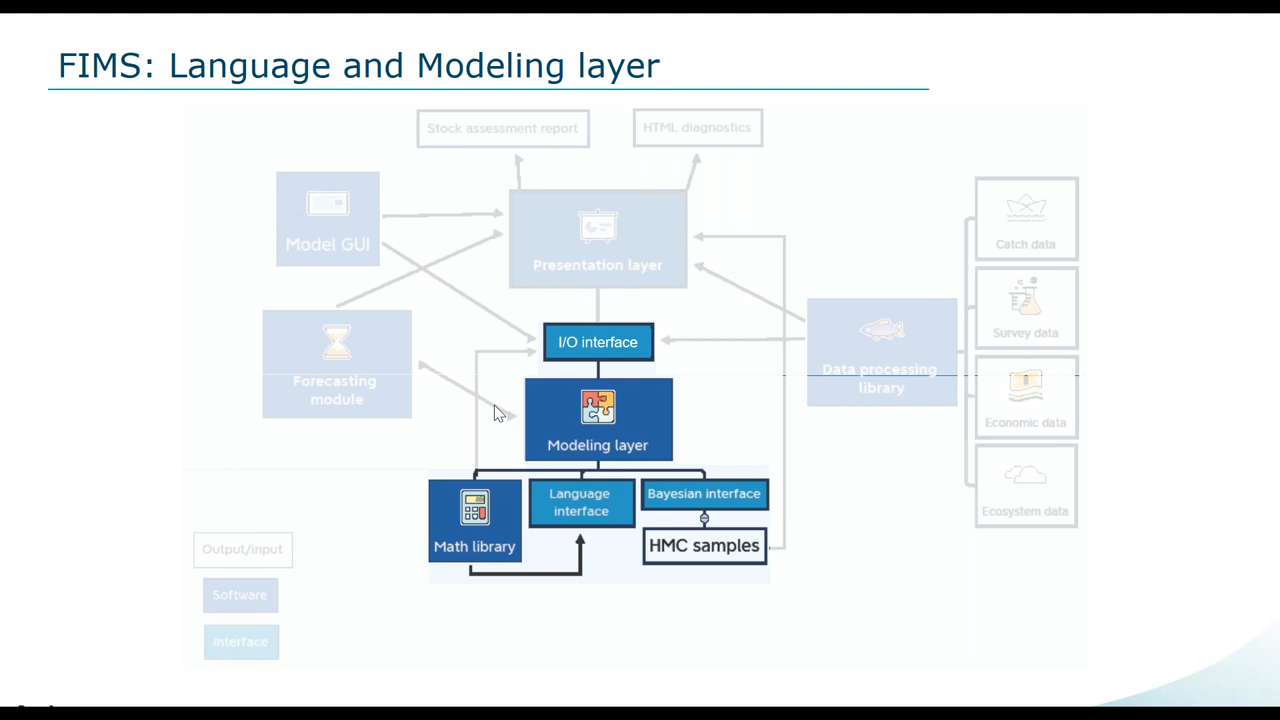 FIMS: Language and Modeling layer
Stock assessment report
HTML diagnostics
Model GUI
Presentation layer
Catch data
I/O interface
Survey data
Forecasting
module
Data processing
library
Economic data
Modeling layer
Math library
Language
interface
Bayesian interface
HMC samples
Ecosystem data
Output/input
Software
Interface